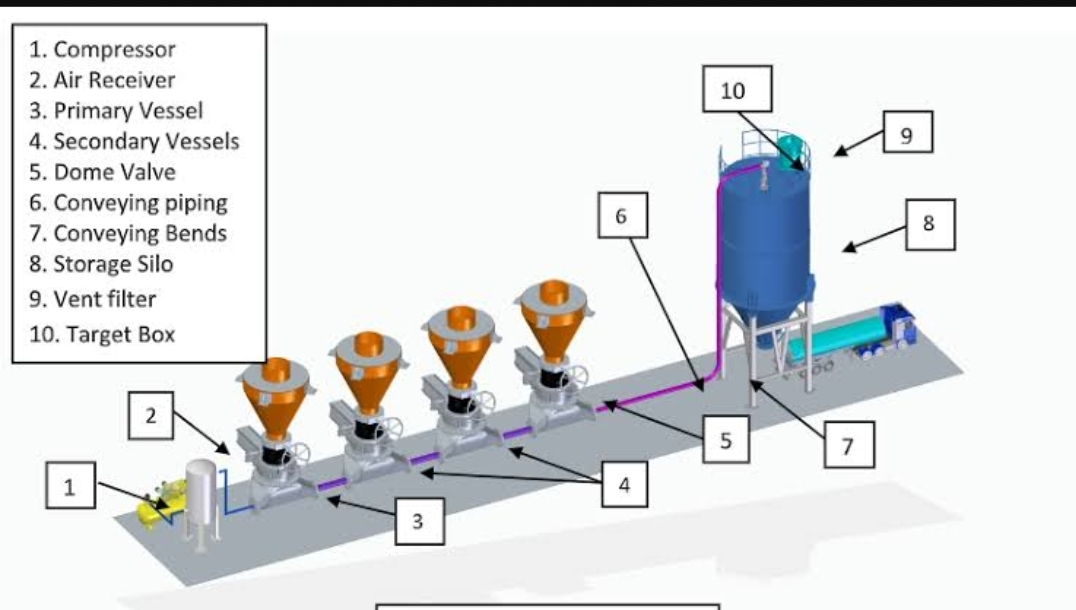 1. Compressor
2. Air Receiver
3. Primary Vessel
4. Secondary Vessels
5. Dome Valve
6. Conveying piping
7. Conveying Bends
8. Storage Silo
9. Vent filter
10. Target Box
10
9
6
8
2
5
7
1
4
3